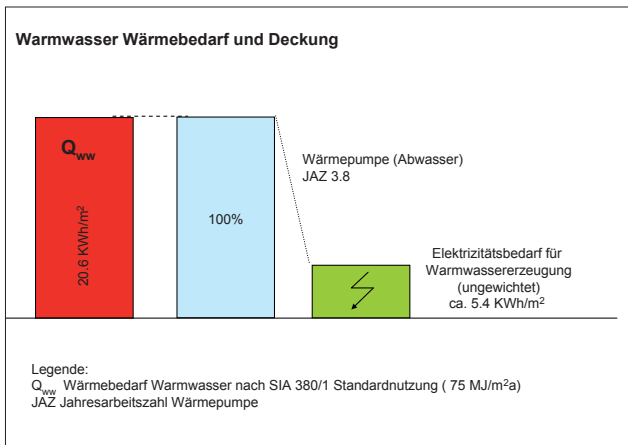 Warmwasser Wärmebedarf und Deckung
Qww
20.6 KWh/m²
100%
Wärmepumpe (Abwasser)
JAZ 3.8
Elektrizitätsbedarf für
Warmwassererzeugung
(ungewichtet)
ca. 5.4 KWh/m²
Legende:
Qww Wärmebedarf Warmwasser nach SIA 380/1 Standardnutzung ( 75 MJ/m²a)
JAZ Jahresarbeitszahl Wärmepumpe